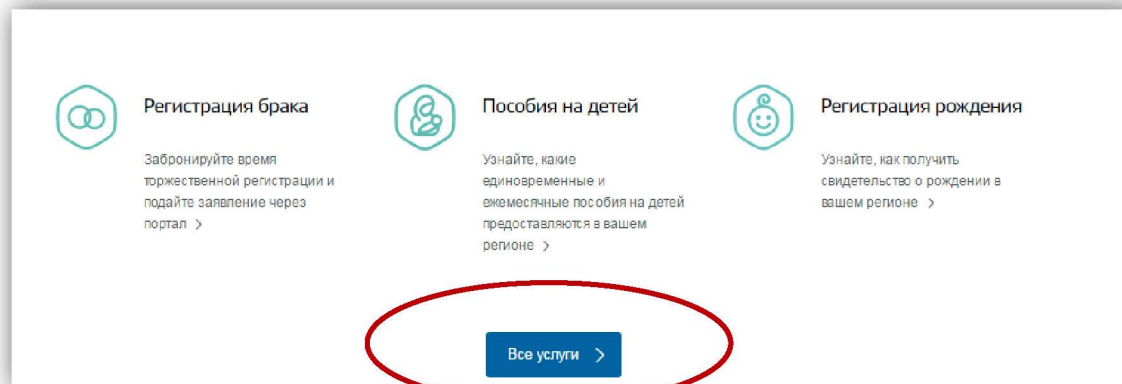 Регистрация брака
Забронируйте время
торжественной регистрации и
подайте заявление через
портал >
Пособия на детей
Узнайте, какие
единовременные и
ежемесячные пособия на детей
предоставляются в вашем
регионе >
Регистрация рождения
Узнайте, как получить
свидетельство о рождении в
вашем регионе >
Все услуги >